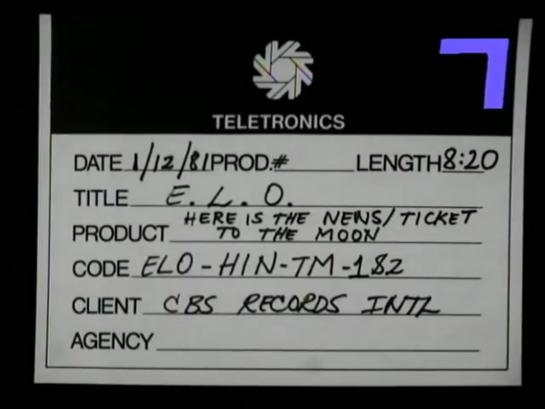 TELETRONICS
DATE 1/12/81 PROD.# LENGTH 8:20
TITLE E. L. O.
PRODUCT HERE IS THE NEWS/TICKET
TO THE MOON
CODE ELO-HIN-TM-182
CLIENT CBS RECORDS INTL
AGENCY